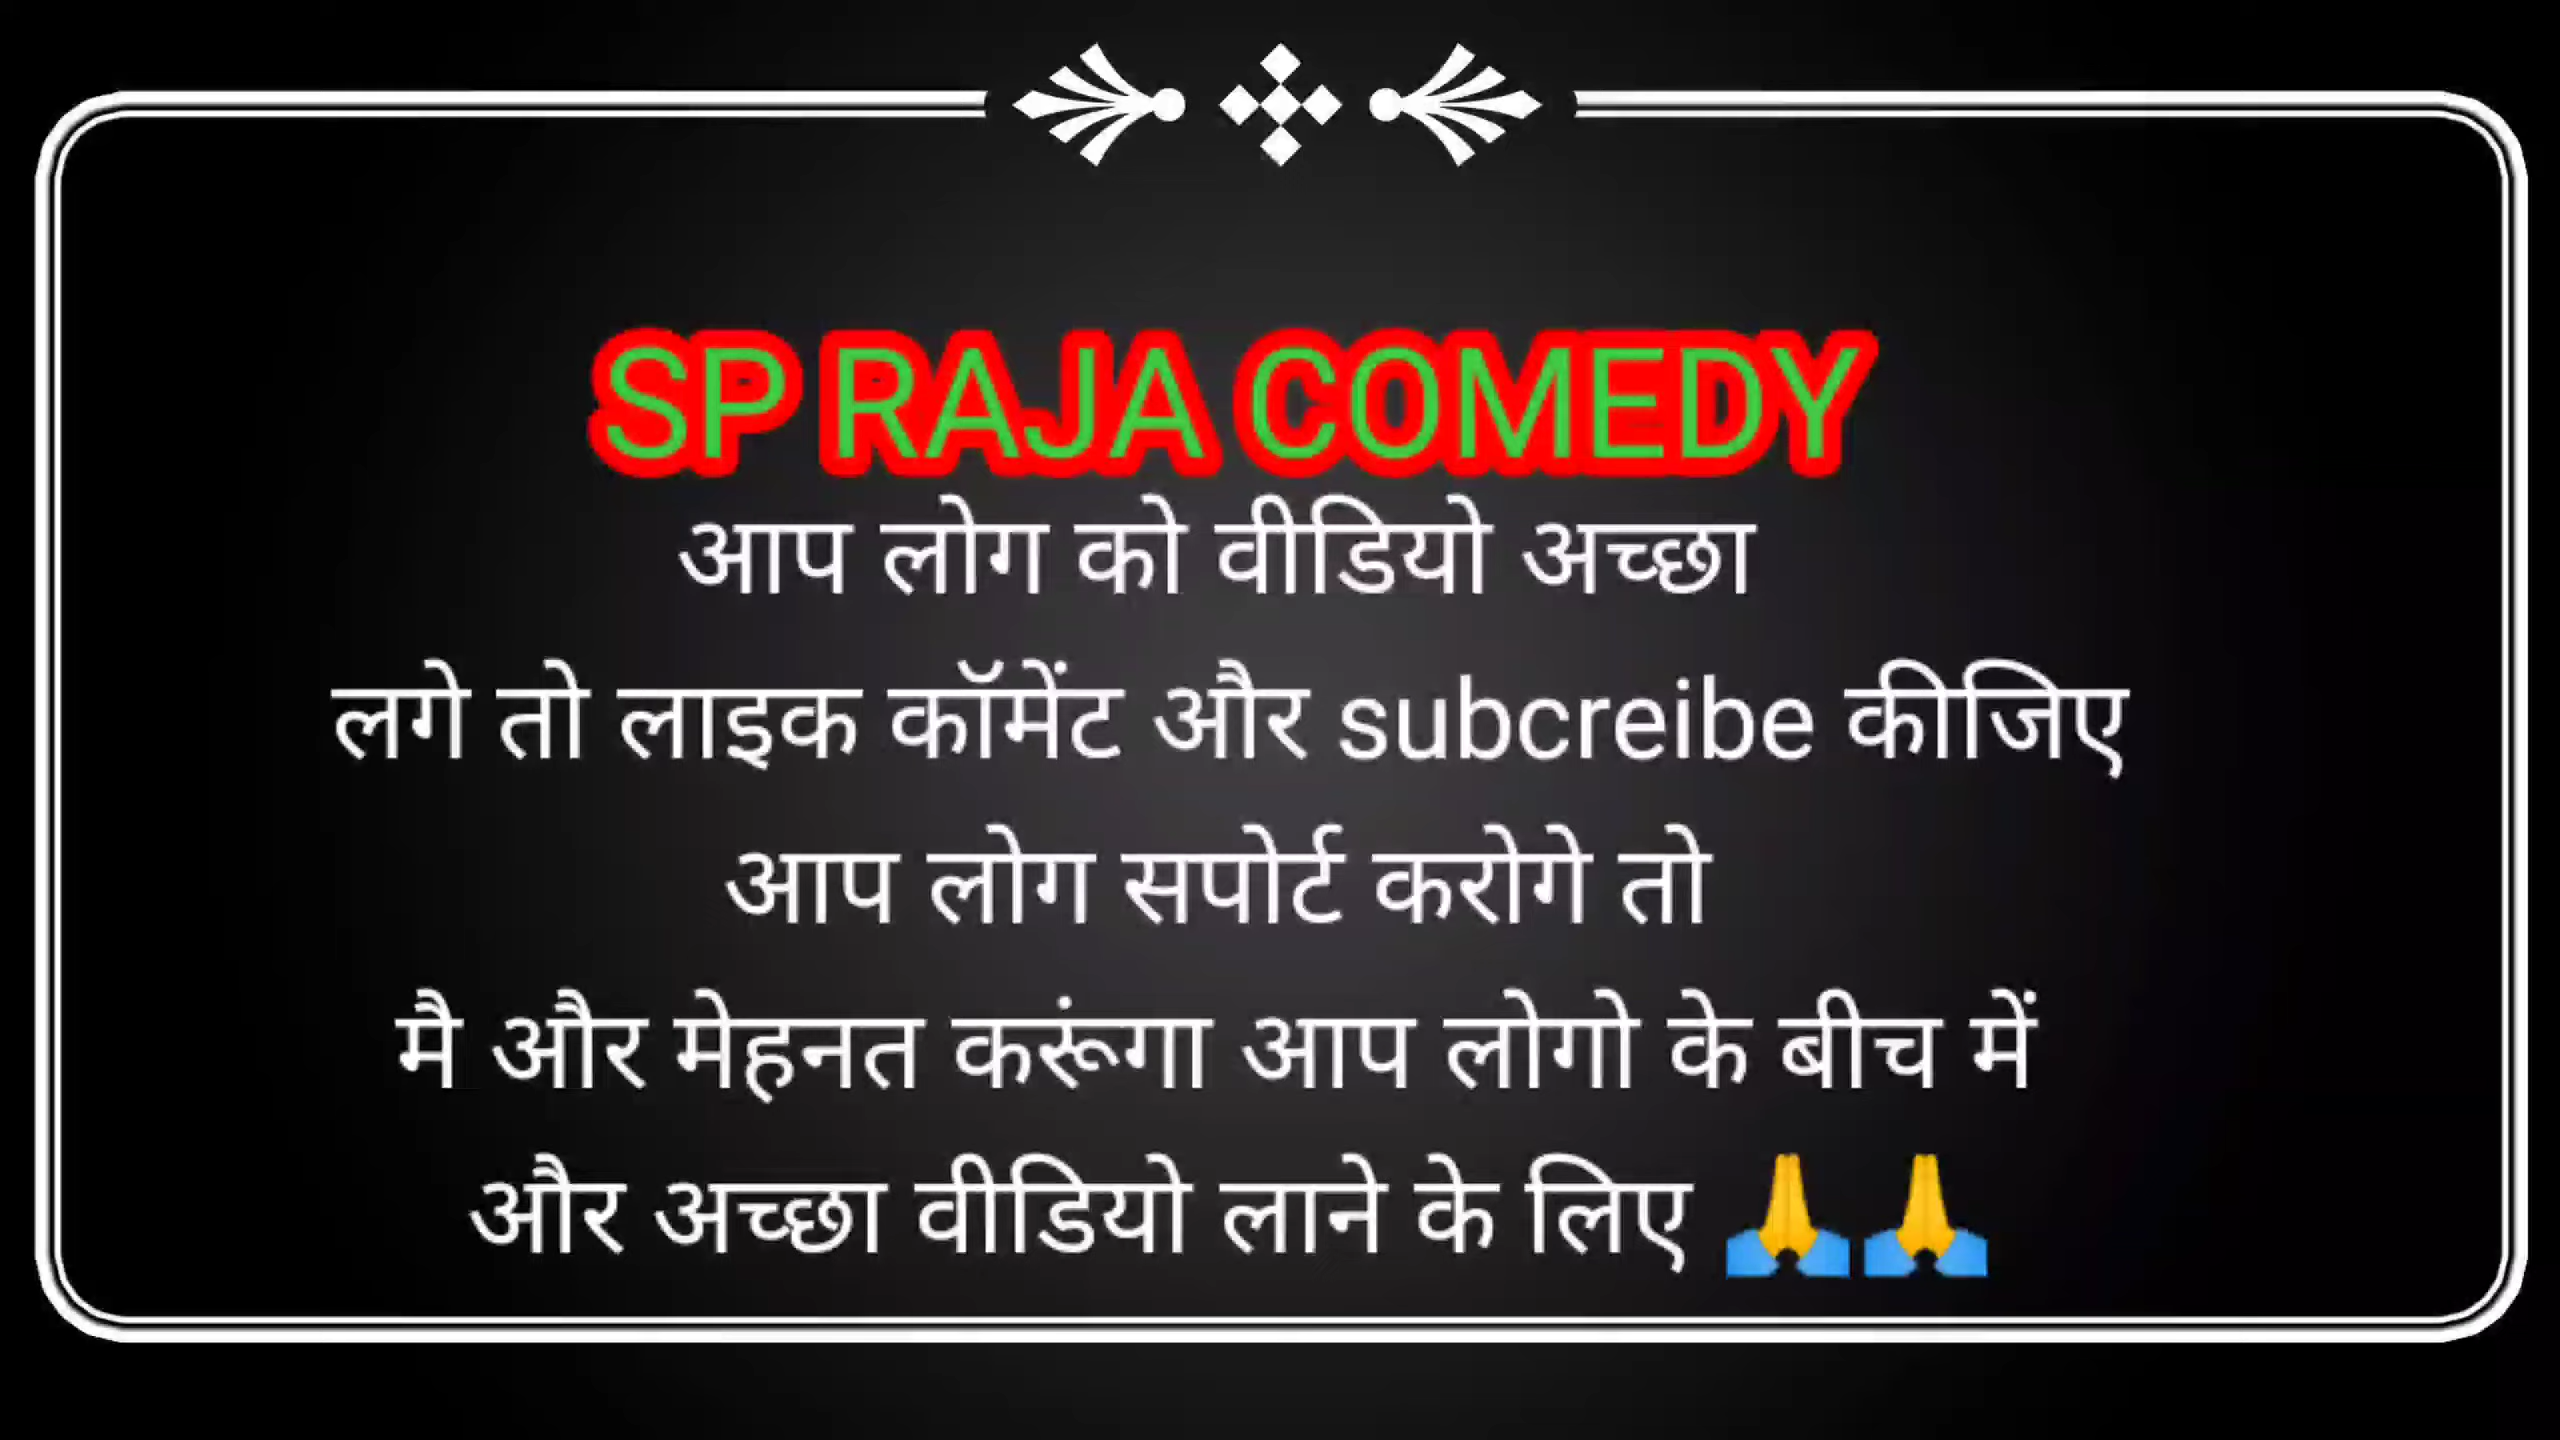 SP RAJA COMEDY
आप लोग को वीडियो अच्छा
लगे तो लाइक कॉमेंट और subcreibe कीजिए
आप लोग सपोर्ट करोगे तो
मै और मेहनत करूंगा आप लोगो के बीच में
और अच्छा वीडियो लाने के लिए 🙏🙏